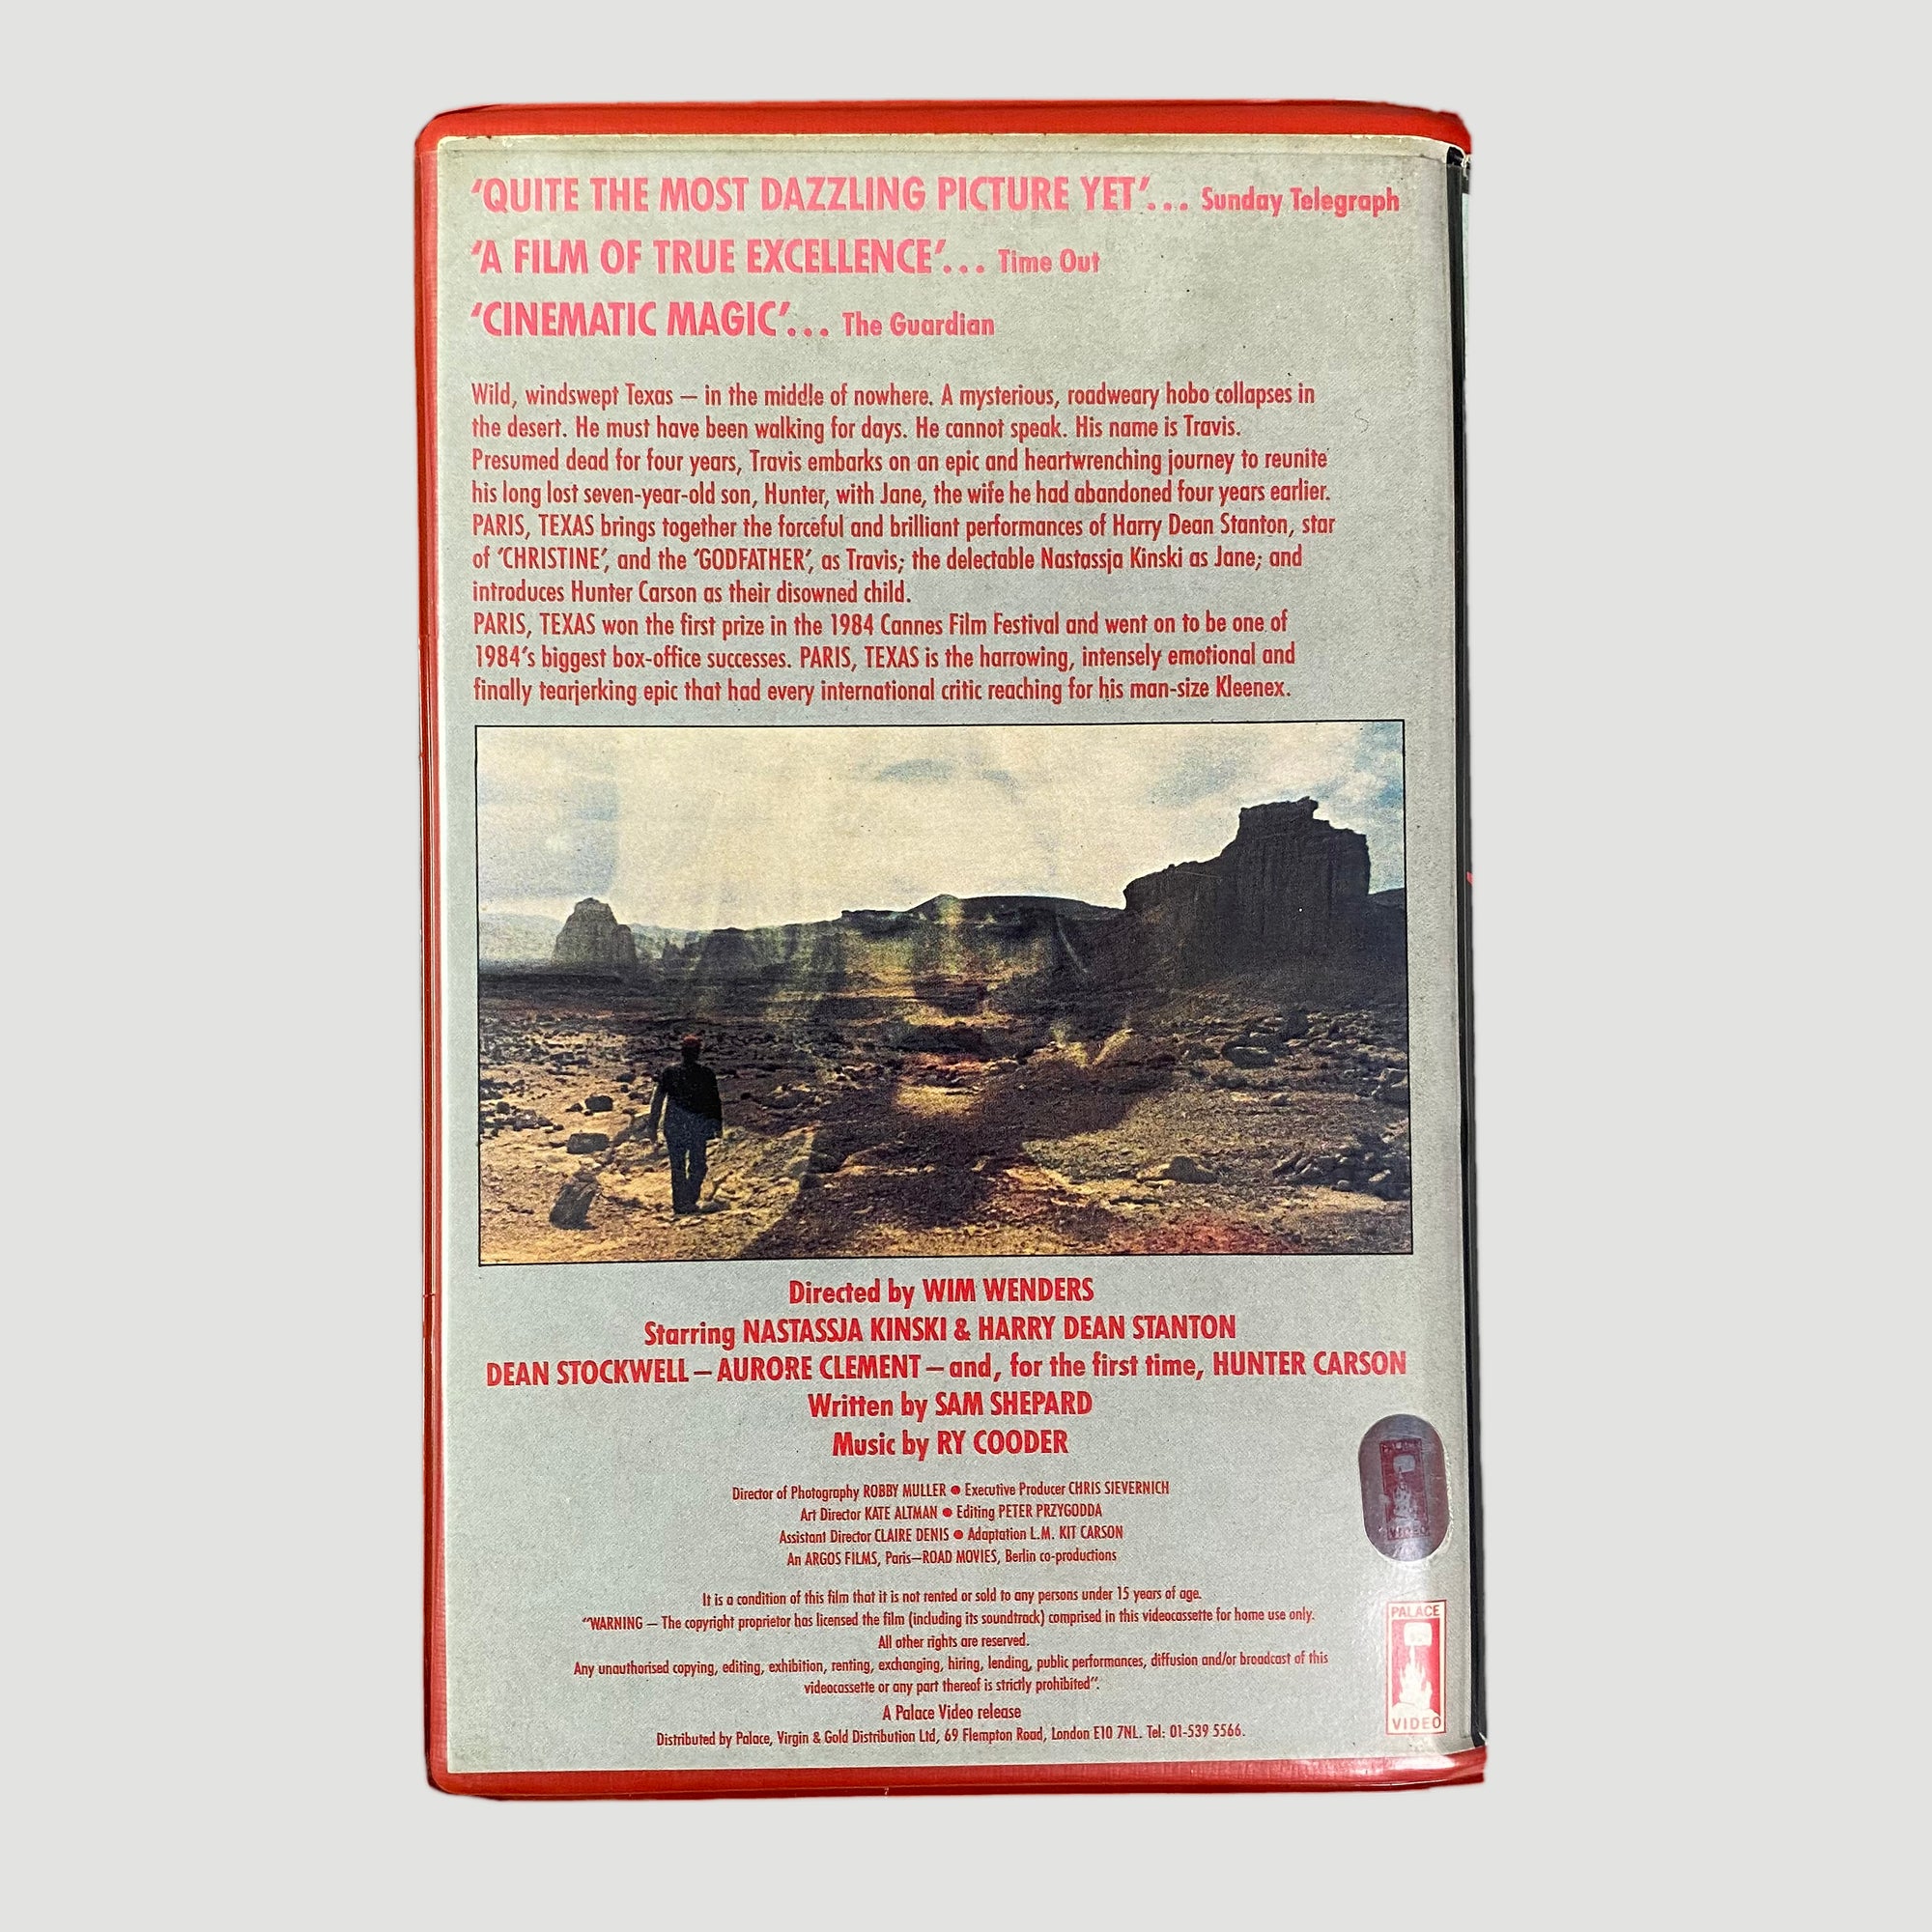 ‘QUITE THE MOST DAZZLING PICTURE YET’... Sunday Telegraph
‘A FILM OF TRUE EXCELLENCE’... Time Out
‘CINEMATIC MAGIC’... The Guardian
Wild, windswept Texas — in the middle of nowhere. A mysterious, roadweary hobo collapses in
the desert. He must have been walking for days. He cannot speak. His name is Travis.
Presumed dead for four years, Travis embarks on an epic and heartwrenching journey to reunite
his long lost seven-year-old son, Hunter, with Jane, the wife he had abandoned four years earlier.
PARIS, TEXAS brings together the forceful and brilliant performances of Harry Dean Stanton, star
of ‘CHRISTINE’, and the ‘GODFATHER’, as Travis; the delectable Nastassja Kinski as Jane; and
introduces Hunter Carson as their disowned child.
PARIS, TEXAS won the first prize in the 1984 Cannes Film Festival and went on to be one of
1984‘s biggest box-office successes. PARIS, TEXAS is the harrowing, intensely emotional and
finally tearjerking epic that had every international critic reaching for his man-size Kleenex.
Directed by WIM WENDERS
Starring NASTASSJA KINSKI & HARRY DEAN STANTON
DEAN STOCKWELL – AURORE CLEMENT – and, for the first time, HUNTER CARSON
Written by SAM SHEPARD
Music by RY COODER
Director of Photography ROBBY MULLER ● Executive Producer CHRIS SIEVERNICH
Art Director KATE ALTMAN ● Editing PETER PRZYGODDA
Assistant Director CLAIRE DENIS ● Adaptation L.M. KIT CARSON
An ARGOS FILMS, Paris—ROAD MOVIES, Berlin co-productions
It is a condition of this film that it is not rented or sold to any persons under 15 years of age.
“WARNING — The copyright proprietor has licensed the film (including its soundtrack) comprised in this videocassette for home use only.
All other rights are reserved.
Any unauthorised copying, editing, exhibition, renting, exchanging, hiring, lending, public performances, diffusion and/or broadcast of this
videocassette or any part thereof is strictly prohibited”.
A Palace Video release
Distributed by Palace, Virgin & Gold Distribution Ltd, 69 Flempton Road, London E10 7NL. Tel: 01-539 5566.
PALACE
VIDEO
PALACE
VIDEO